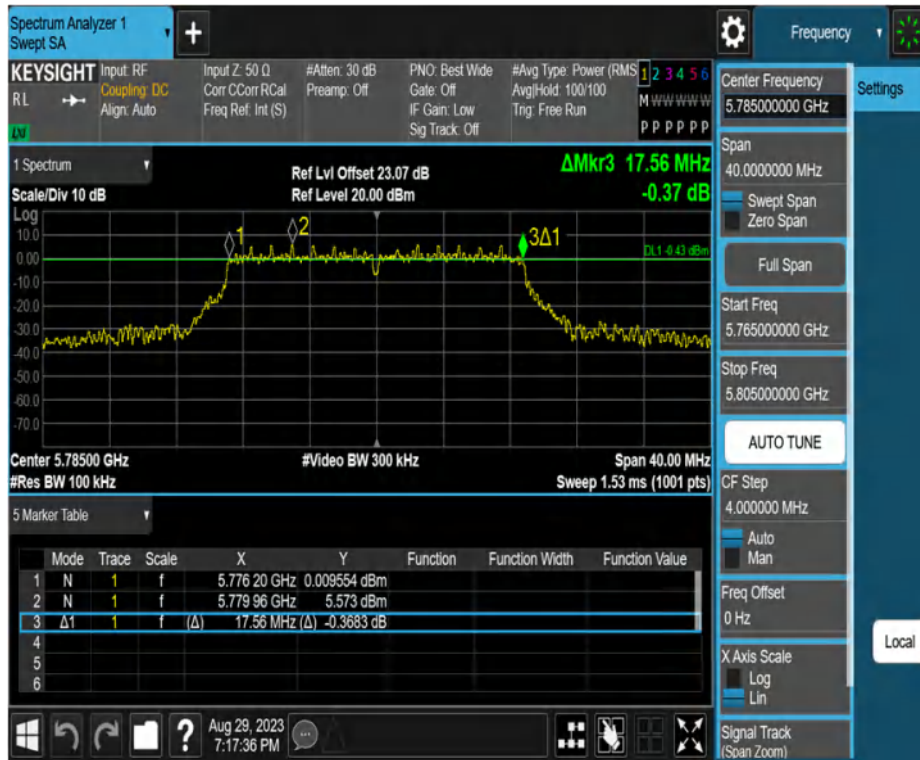 Spectrum Analyzer 1
Swept SA
+
Frequency
KEYSIGHT Input: RF Input Z: 50 Ω #Atten: 30 dB PNO: Best Wide #Avg Type: Power (RMS 1 2 3 4 5 6
RL Coupling: DC Corr CCorr RCal Preamp: Off Gate: Off Avg|Hold: 100/100 M W W W W W
Align: Auto Freq Ref: Int (S) IF Gain: Low Trig: Free Run
LXI Sig Track: Off P P P P P P
1 Spectrum
Ref Lvl Offset 23.07 dB ΔMkr3 17.56 MHz
Scale/Div 10 dB Ref Level 20.00 dBm -0.37 dB
Log
10.0
0.00
-10.0
-20.0
-30.0
-40.0
-50.0
-60.0
-70.0
1
2
3Δ1
DL1 -0.43 dBm
Center 5.78500 GHz #Video BW 300 kHz Span 40.00 MHz
#Res BW 100 kHz Sweep 1.53 ms (1001 pts)
5 Marker Table
Mode Trace Scale X Y Function Function Width Function Value
1 N 1 f 5.776 20 GHz 0.009554 dBm
2 N 1 f 5.779 96 GHz 5.573 dBm
3 Δ1 1 f (Δ) 17.56 MHz (Δ) -0.3683 dB
4
5
6
?
Aug 29, 2023
7:17:36 PM
Center Frequency
5.785000000 GHz
Settings
Span
40.0000000 MHz
Swept Span
Zero Span
Full Span
Start Freq
5.765000000 GHz
Stop Freq
5.805000000 GHz
AUTO TUNE
CF Step
4.000000 MHz
Auto
Man
Freq Offset
0 Hz
Local
X Axis Scale
Log
Lin
Signal Track
(Span Zoom)